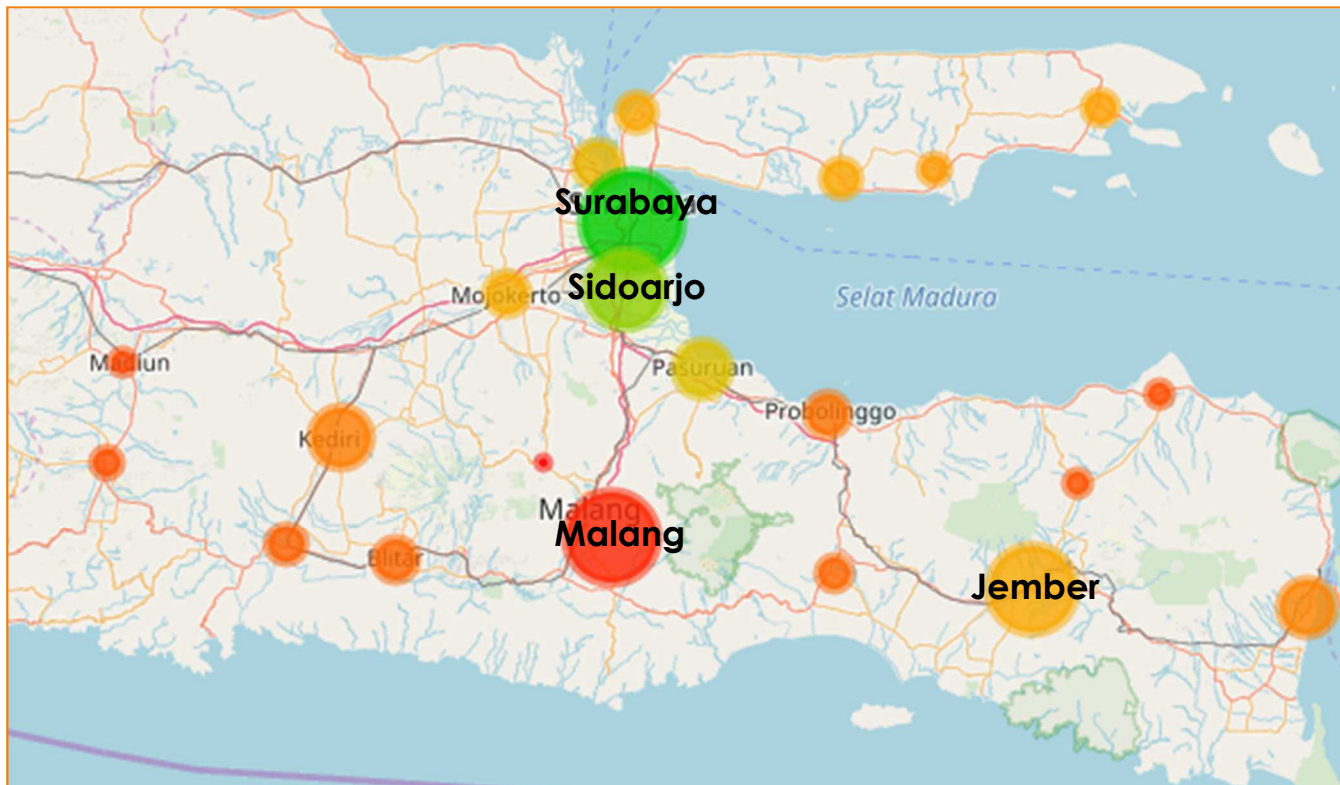 Surabaya
Sidoarjo
Mojokerto
Selat Madura
Madiun
Pasuruan
Probolinggo
Kediri
Malang
Malang
Blitar
Jember